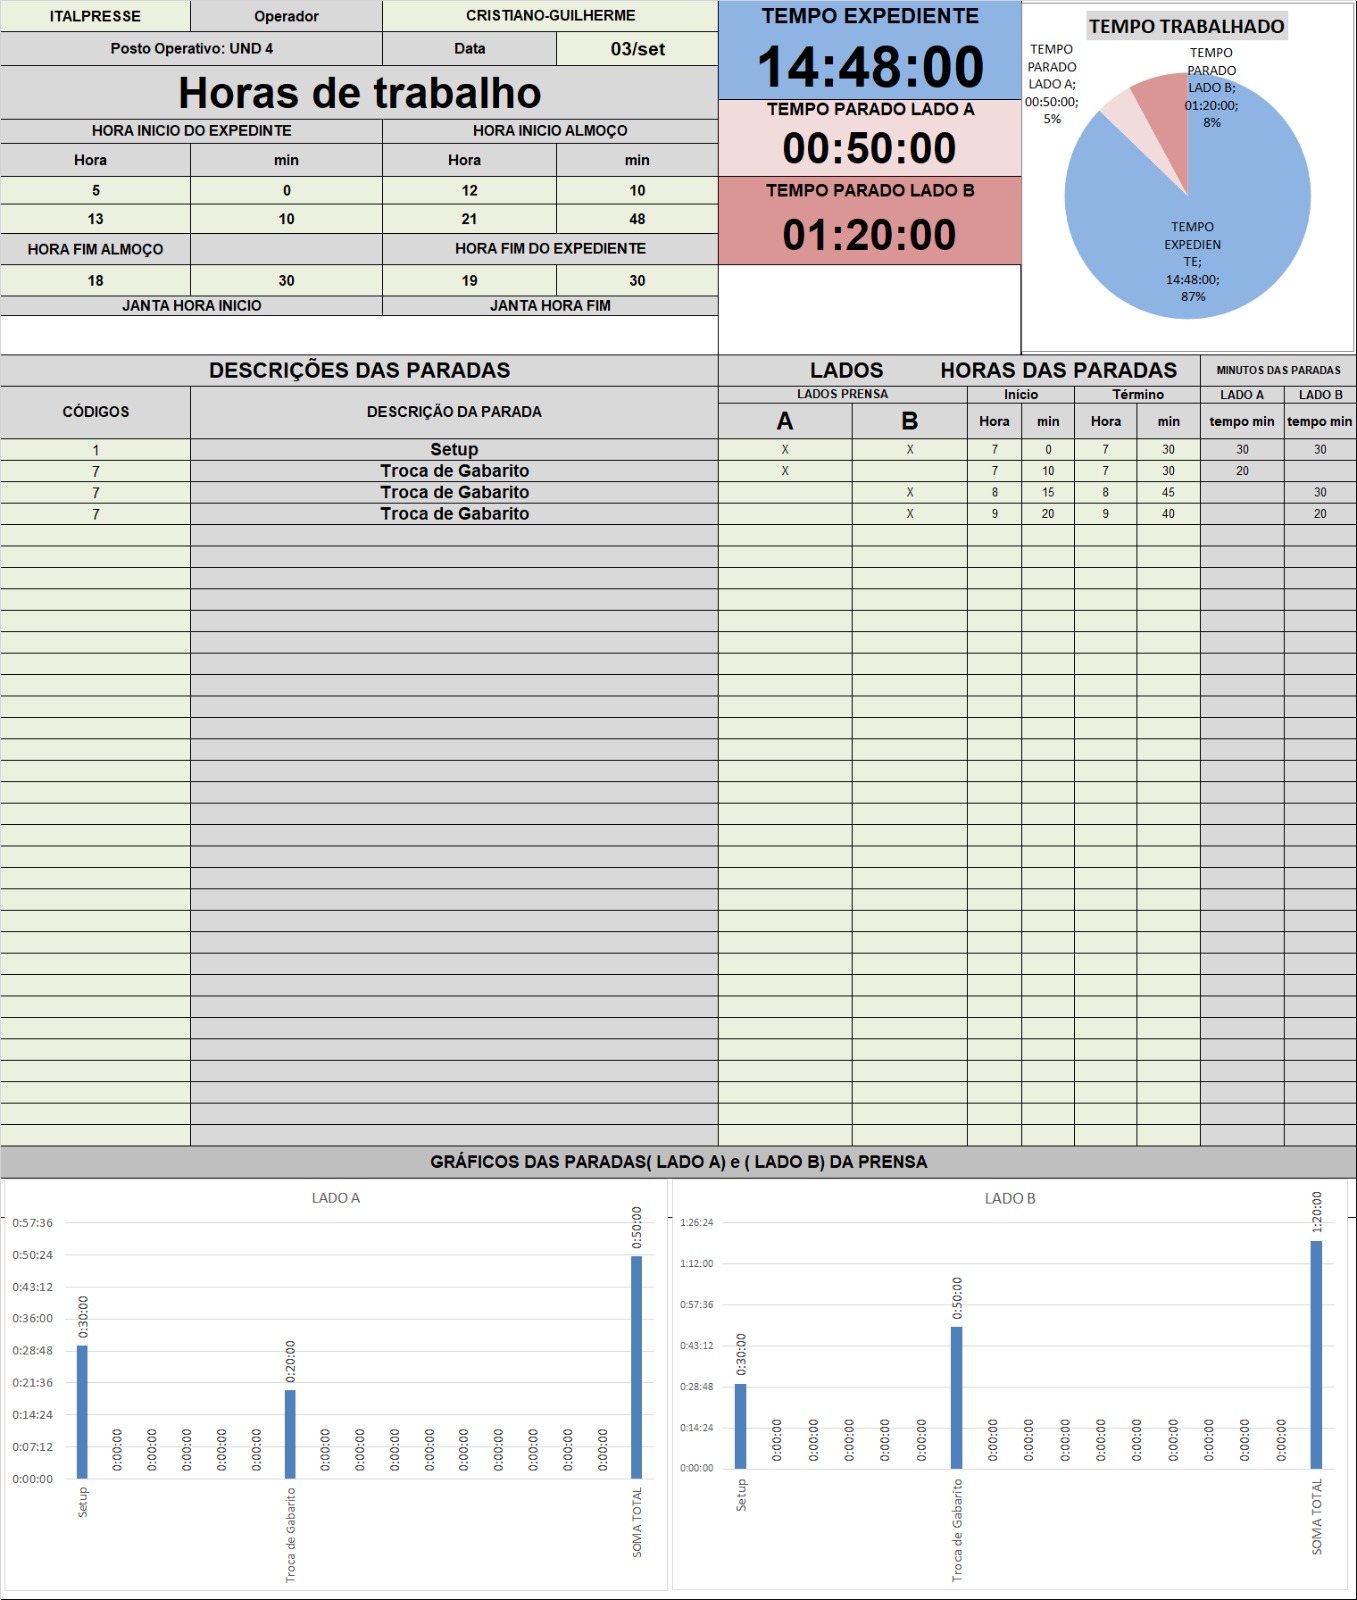 ITALPRESSE Operador CRISTIANO-GUILHERME
Posto Operativo: UND 4 Data 03/set
Horas de trabalho
HORA INICIO DO EXPEDINTE HORA INICIO ALMOÇO
Hora min Hora min
5 0 12 10
13 10 21 48
HORA FIM ALMOÇO HORA FIM DO EXPEDIENTE
18 30 19 30
JANTA HORA INICIO JANTA HORA FIM
TEMPO EXPEDIENTE
14:48:00
TEMPO PARADO LADO A
00:50:00
TEMPO PARADO LADO B
01:20:00
TEMPO TRABALHADO
TEMPO
PARADO
LADO A;
00:50:00;
5%
TEMPO
PARADO
LADO B;
01:20:00;
8%
TEMPO
EXPEDIEN
TE;
14:48:00;
87%
DESCRIÇÕES DAS PARADAS LADOS HORAS DAS PARADAS MINUTOS DAS PARADAS
CÓDIGOS DESCRIÇÃO DA PARADA LADOS PRENSA Início Término LADO A LADO B
A B Hora min Hora min tempo min tempo min
1 Setup X X 7 0 7 30 30 30
7 Troca de Gabarito X 7 10 7 30 20
7 Troca de Gabarito X 8 15 8 45 30
7 Troca de Gabarito X 9 20 9 40 20
GRÁFICOS DAS PARADAS( LADO A) e ( LADO B) DA PRENSA
LADO A
0:57:36
0:50:24
0:43:12
0:36:00
0:28:48
0:21:36
0:14:24
0:07:12
0:00:00
0:30:00 0:00:00 0:00:00 0:00:00 0:00:00 0:00:00 0:20:00 0:00:00 0:00:00 0:00:00 0:00:00 0:00:00 0:00:00 0:00:00 0:00:00 0:00:00 0:50:00
Setup Troca de Gabarito SOMA TOTAL
LADO B
1:26:24
1:12:00
0:57:36
0:43:12
0:28:48
0:14:24
0:00:00
0:30:00 0:00:00 0:00:00 0:00:00 0:00:00 0:00:00 0:50:00 0:00:00 0:00:00 0:00:00 0:00:00 0:00:00 0:00:00 0:00:00 0:00:00 0:00:00 1:20:00
Setup Troca de Gabarito SOMA TOTAL